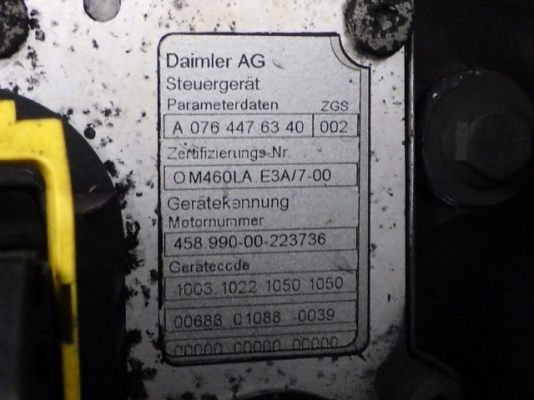 Daimler AG
Steuergerät
Parameterdaten ZGS
A 076 447 63 40 002
Zertifizierungs-Nr.
OM460LA E3A/7-00
Gerätekennung
Motornummer
458.990-00-223736
Gerätecode
1003 1022 1050 1050
00688 01088 0039
00000 00000 00000